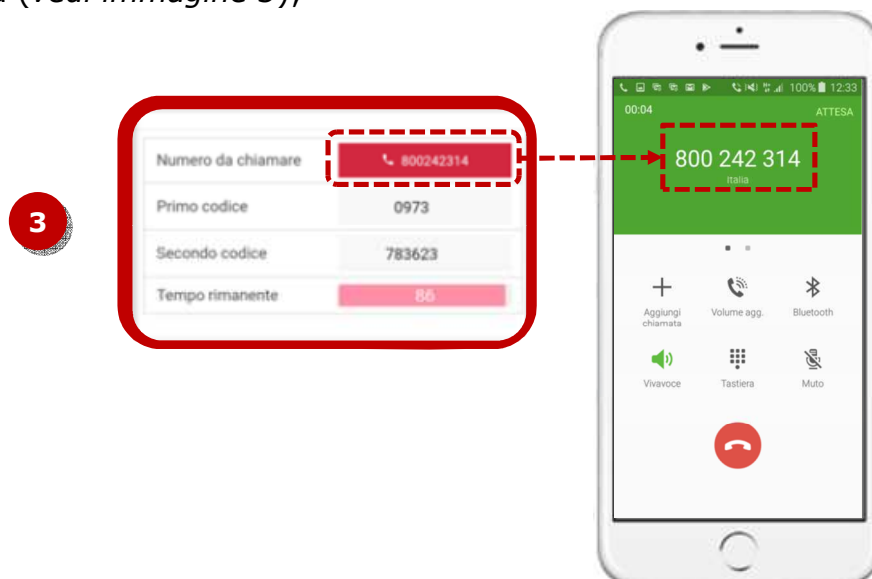 (vedi immagine 3);
3
Numero da chiamare 800242314
Primo codice 0973
Secondo codice 783623
Tempo rimanente 86
100% 12:33
00:04 ATTESA
800 242 314
Italia
Aggiungi chiamata
Volume agg.
Bluetooth
Vivavoce
Tastiera
Muto